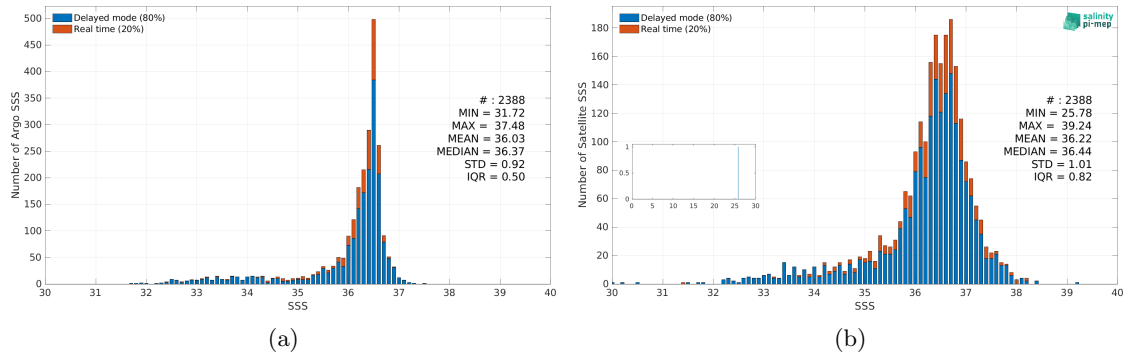 Delayed mode (80%)
Real time (20%)
Number of Argo SSS
500
450
400
350
300
250
200
150
100
50
0
# : 2388
MIN = 31.72
MAX = 37.48
MEAN = 36.03
MEDIAN = 36.37
STD = 0.92
IQR = 0.50
30 31 32 33 34 35 36 37 38 39 40
SSS
(a)
Delayed mode (80%)
Real time (20%)
salinity
pi-mep
Number of Satellite SSS
180
160
140
120
100
80
60
40
20
0
1
0.5
0
0 5 10 15 20 25 30
# : 2388
MIN = 25.78
MAX = 39.24
MEAN = 36.22
MEDIAN = 36.44
STD = 1.01
IQR = 0.82
30 31 32 33 34 35 36 37 38 39 40
SSS
(b)